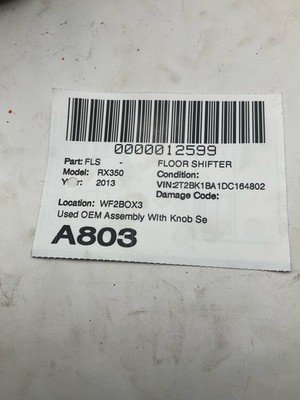 0000012599
Part: FLS - FLOOR SHIFTER
Model: RX350 Condition:
Year: 2013 VIN:2T2BK1BA1DC164802
Damage Code:
Location: WF2BOX3
Used OEM Assembly With Knob Se
A803